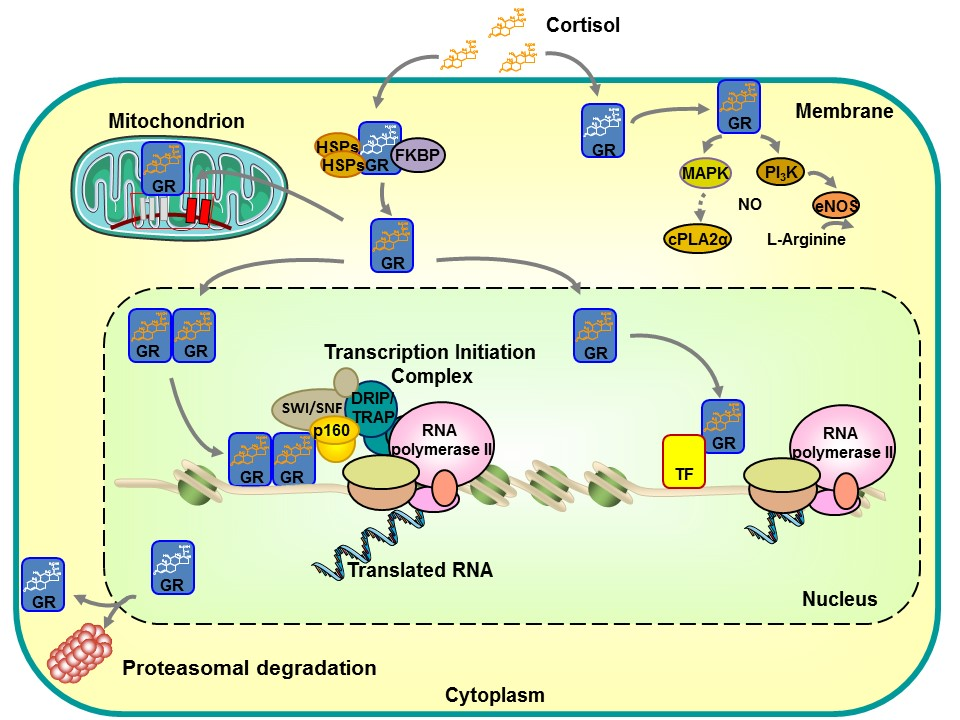 Cortisol
Membrane
Mitochondrion
GR
HSPs
HSPs
GR
FKBP
GR
GR
MAPK
PI3K
NO
eNOS
cPLA2α
L-Arginine
GR
GR
GR
GR
Transcription Initiation
Complex
SWI/SNF
DRIP/
TRAP
p160
RNA
polymerase II
GR
GR
GR
TF
RNA
polymerase II
Translated RNA
GR
GR
Nucleus
Proteasomal degradation
Cytoplasm